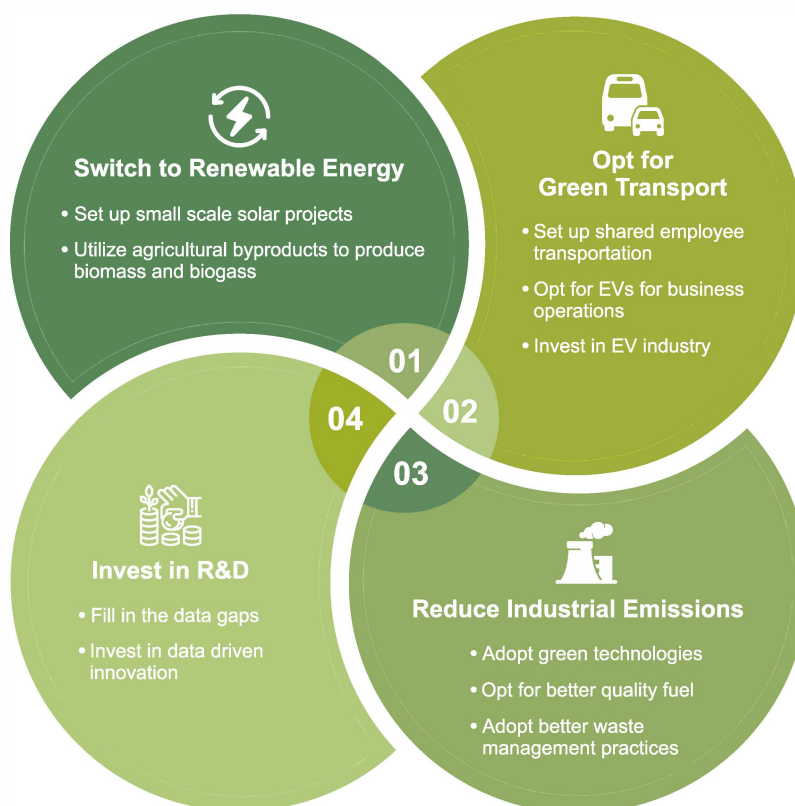 Switch to Renewable Energy
• Set up small scale solar projects
• Utilize agricultural byproducts to produce
biomass and biogass
01
Opt for
Green Transport
• Set up shared employee
transportation
• Opt for EVs for business
operations
• Invest in EV industry
02
03
Reduce Industrial Emissions
• Adopt green technologies
• Opt for better quality fuel
• Adopt better waste
management practices
04
Invest in R&D
• Fill in the data gaps
• Invest in data driven
innovation